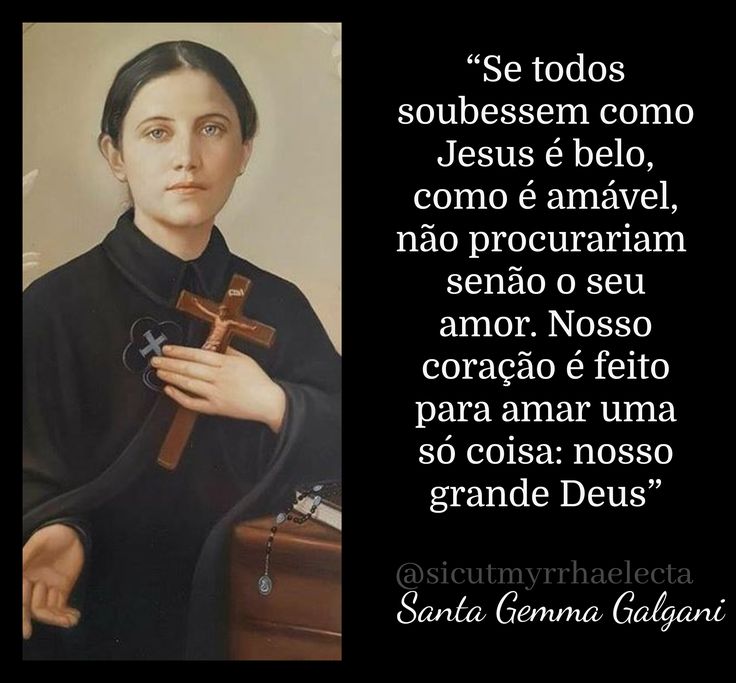 “Se todos
soubessem como
Jesus é belo,
como é amável,
não procurariam
senão o seu
amor. Nosso
coração é feito
para amar uma
só coisa: nosso
grande Deus”
@sicutmyrrhaelecta
Santa Gemma Galgani